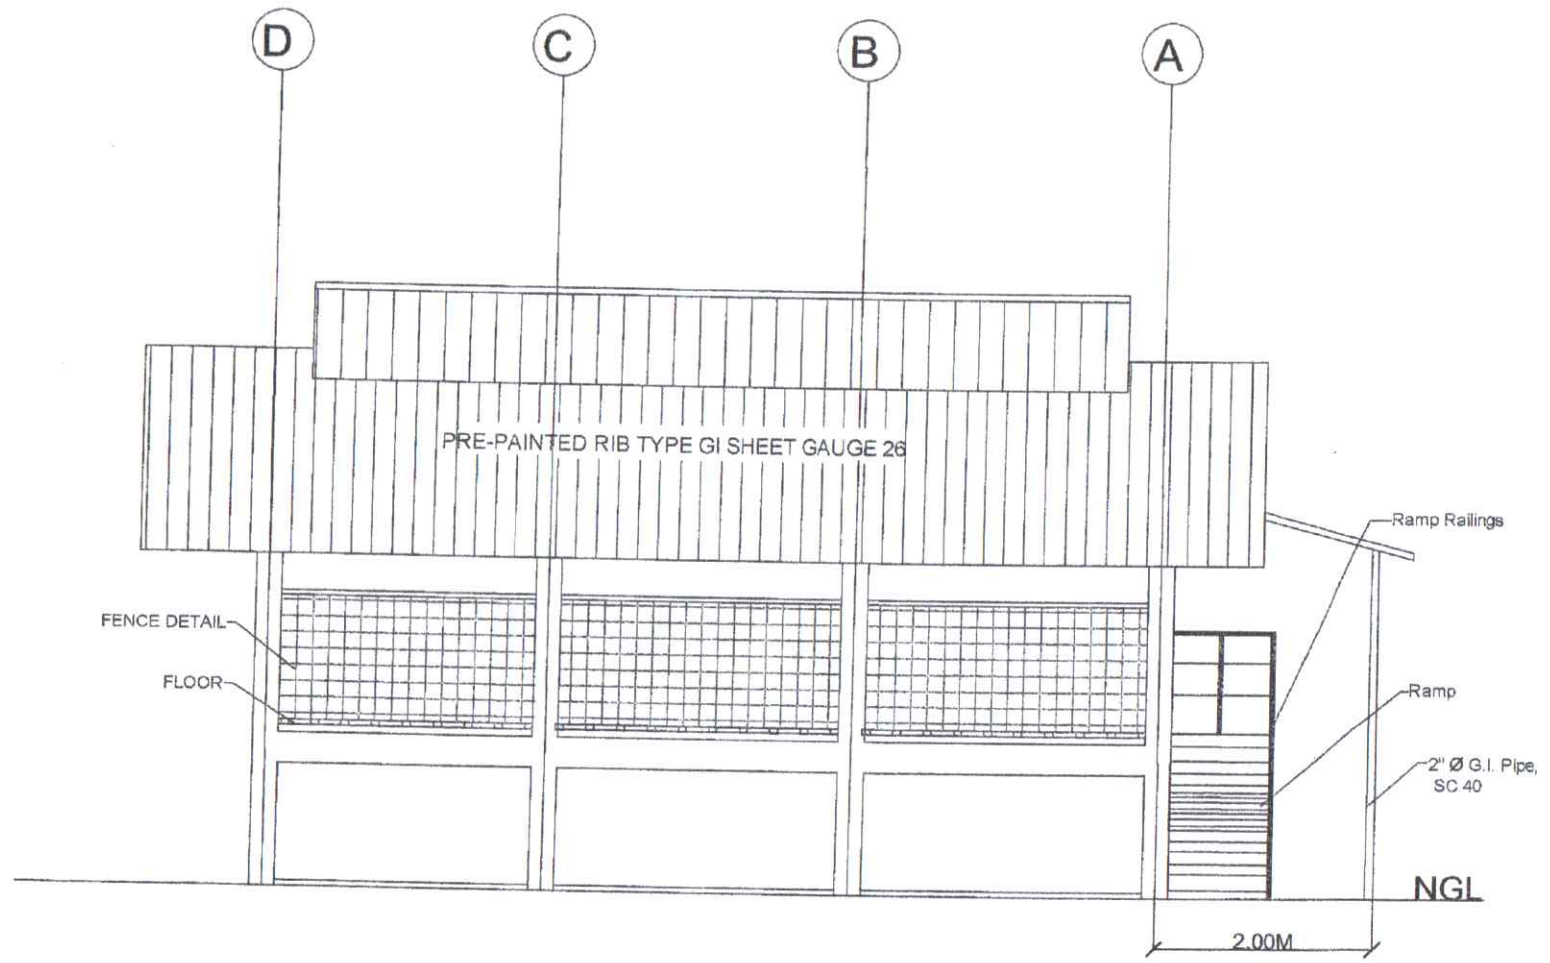 D
C
B
A
PRE-PAINTED RIB TYPE GI SHEET GAUGE 26
Ramp Railings
FENCE DETAIL
FLOOR
Ramp
2" Ø G.I. Pipe,
SC 40
NGL
2.00M